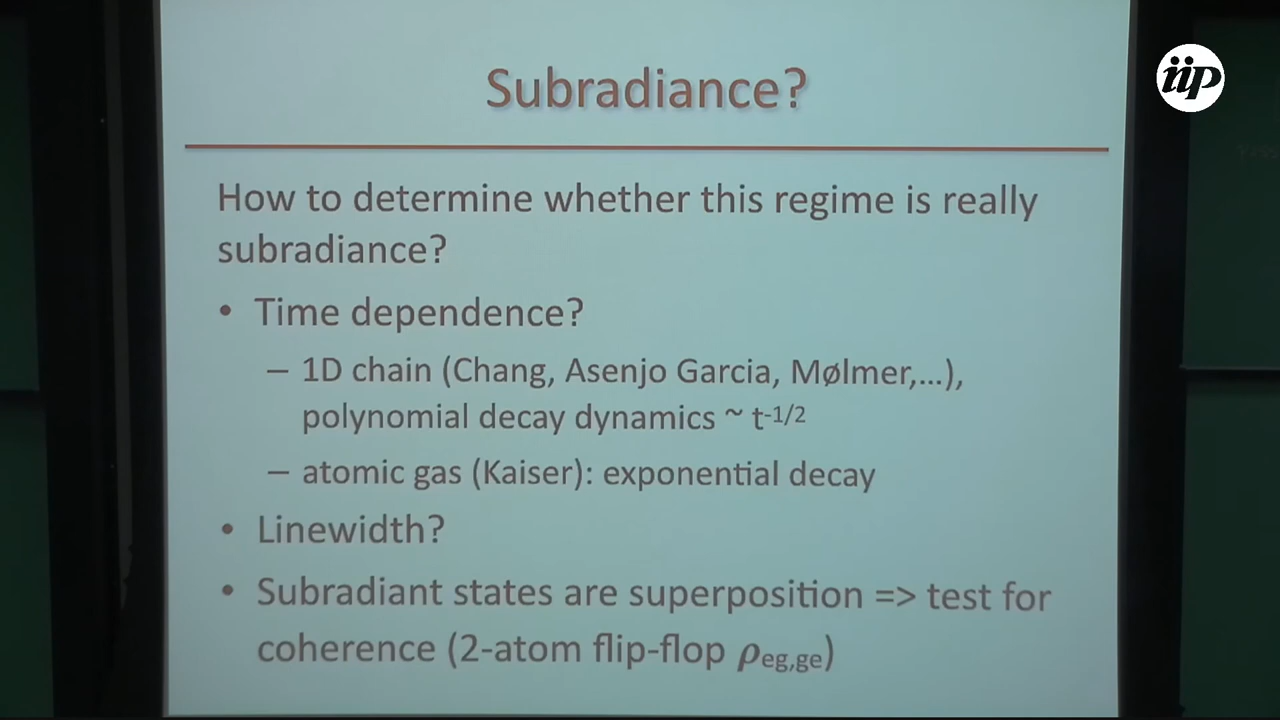 iip
Subradiance?
How to determine whether this regime is really
subradiance?
• Time dependence?
– 1D chain (Chang, Asenjo Garcia, Mølmer,...),
polynomial decay dynamics ~ t-1/2
– atomic gas (Kaiser): exponential decay
• Linewidth?
• Subradiant states are superposition => test for
coherence (2-atom flip-flop ρeg,ge)